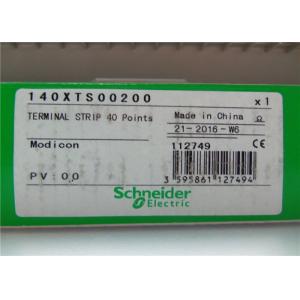 140XTS00200 x1
TERMINAL STRIP 40 Points Made in China
21-2016-W6
Modicon 112749 CE
PV: 00
Schneider
Electric
3 595861 127494